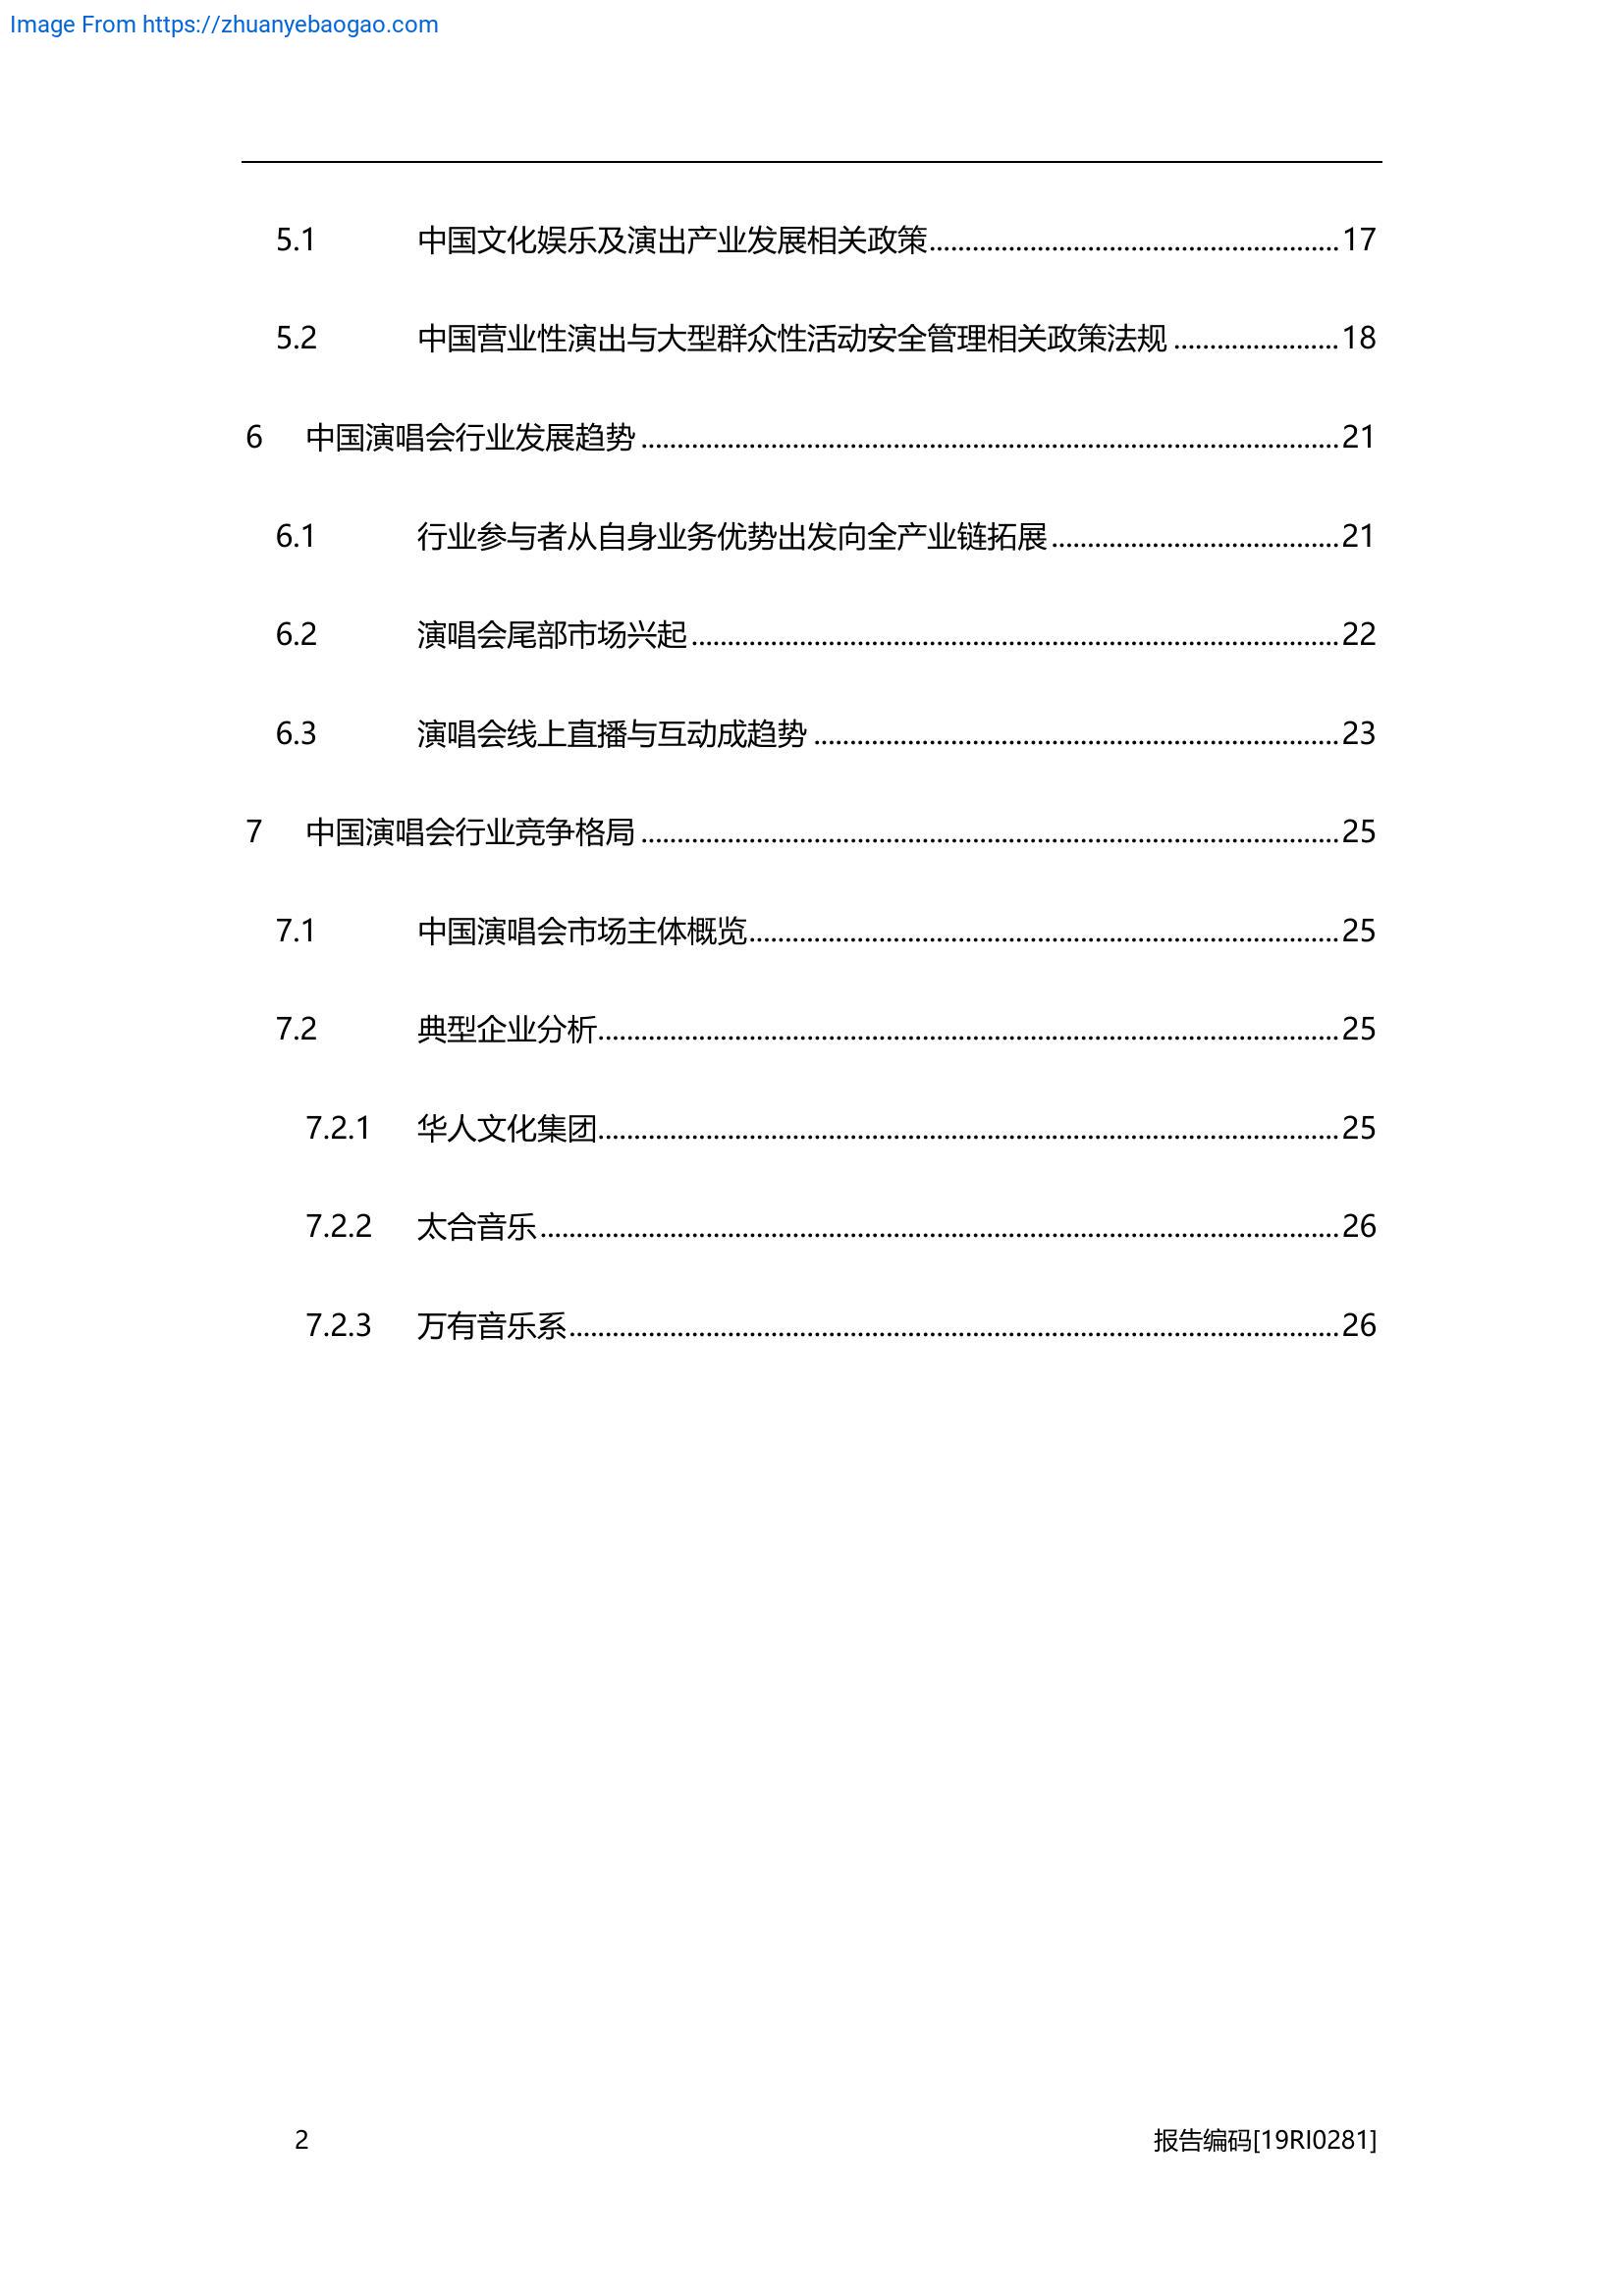 Image From https://zhuanyebaogao.com
5.1 中国文化娱乐及演出产业发展相关政策........................................................17
5.2 中国营业性演出与大型群众性活动安全管理相关政策法规.......................18
6 中国演唱会行业发展趋势................................................................................................21
6.1 行业参与者从自身业务优势出发向全产业链拓展.......................................21
6.2 演唱会尾部市场兴起.........................................................................................22
6.3 演唱会线上直播与互动成趋势........................................................................23
7 中国演唱会行业竞争格局................................................................................................25
7.1 中国演唱会市场主体概览.................................................................................25
7.2 典型企业分析......................................................................................................25
7.2.1 华人文化集团......................................................................................................25
7.2.2 太合音乐..............................................................................................................26
7.2.3 万有音乐系..........................................................................................................26
2 报告编码[19RI0281]